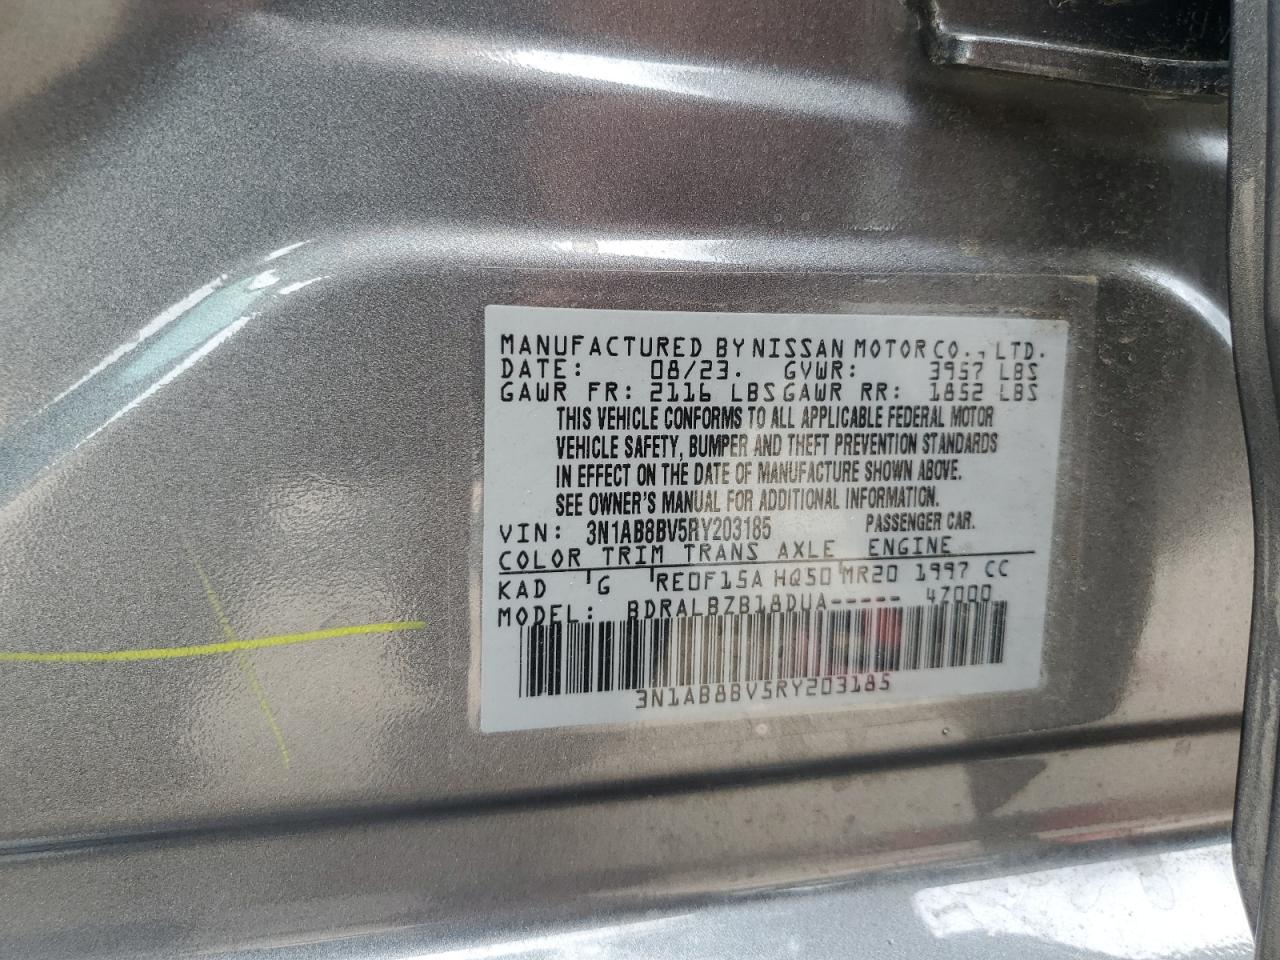 MANUFACTURED BY NISSAN MOTOR CO., LTD.
DATE: 08/23. GVWR: 3957 LBS
GAWR FR: 2116 LBS GAWR RR: 1852 LBS
THIS VEHICLE CONFORMS TO ALL APPLICABLE FEDERAL MOTOR
VEHICLE SAFETY, BUMPER AND THEFT PREVENTION STANDARDS
IN EFFECT ON THE DATE OF MANUFACTURE SHOWN ABOVE.
SEE OWNER'S MANUAL FOR ADDITIONAL INFORMATION.
VIN: 3N1AB8BV5RY203185 PASSENGER CAR.
COLOR TRIM TRANS AXLE ENGINE
KAD G RE0F15A HQ50 MR20 1997 CC
MODEL: BDRALBZB18DUA----- 47000
3N1AB8BV5RY203185